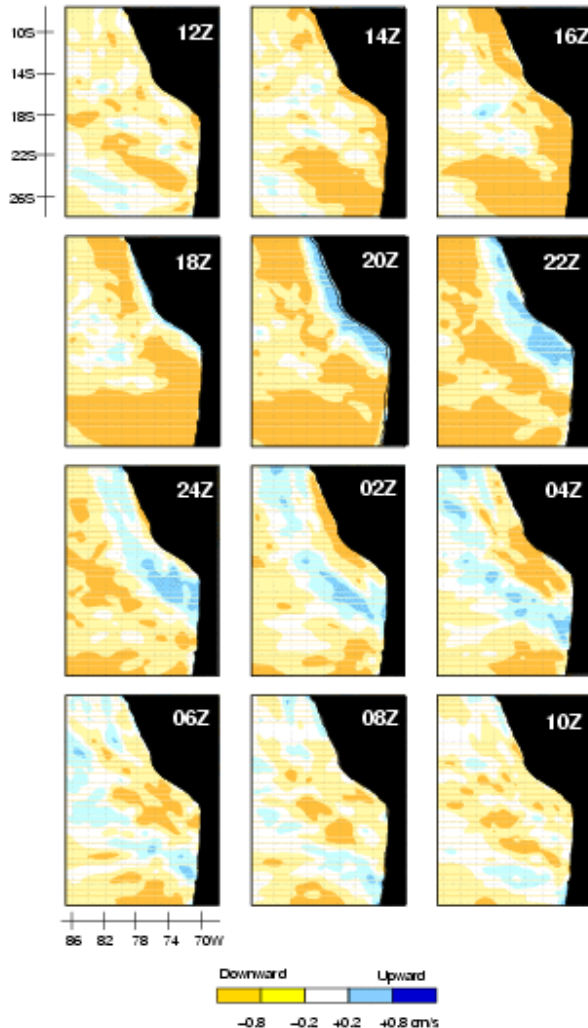 10S
14S
18S
22S
26S
12Z
14Z
16Z
18Z
20Z
22Z
24Z
02Z
04Z
06Z
08Z
10Z
86 82 78 74 70W
Downward Upward
−0.8 −0.2 +0.2 +0.8 cm/s